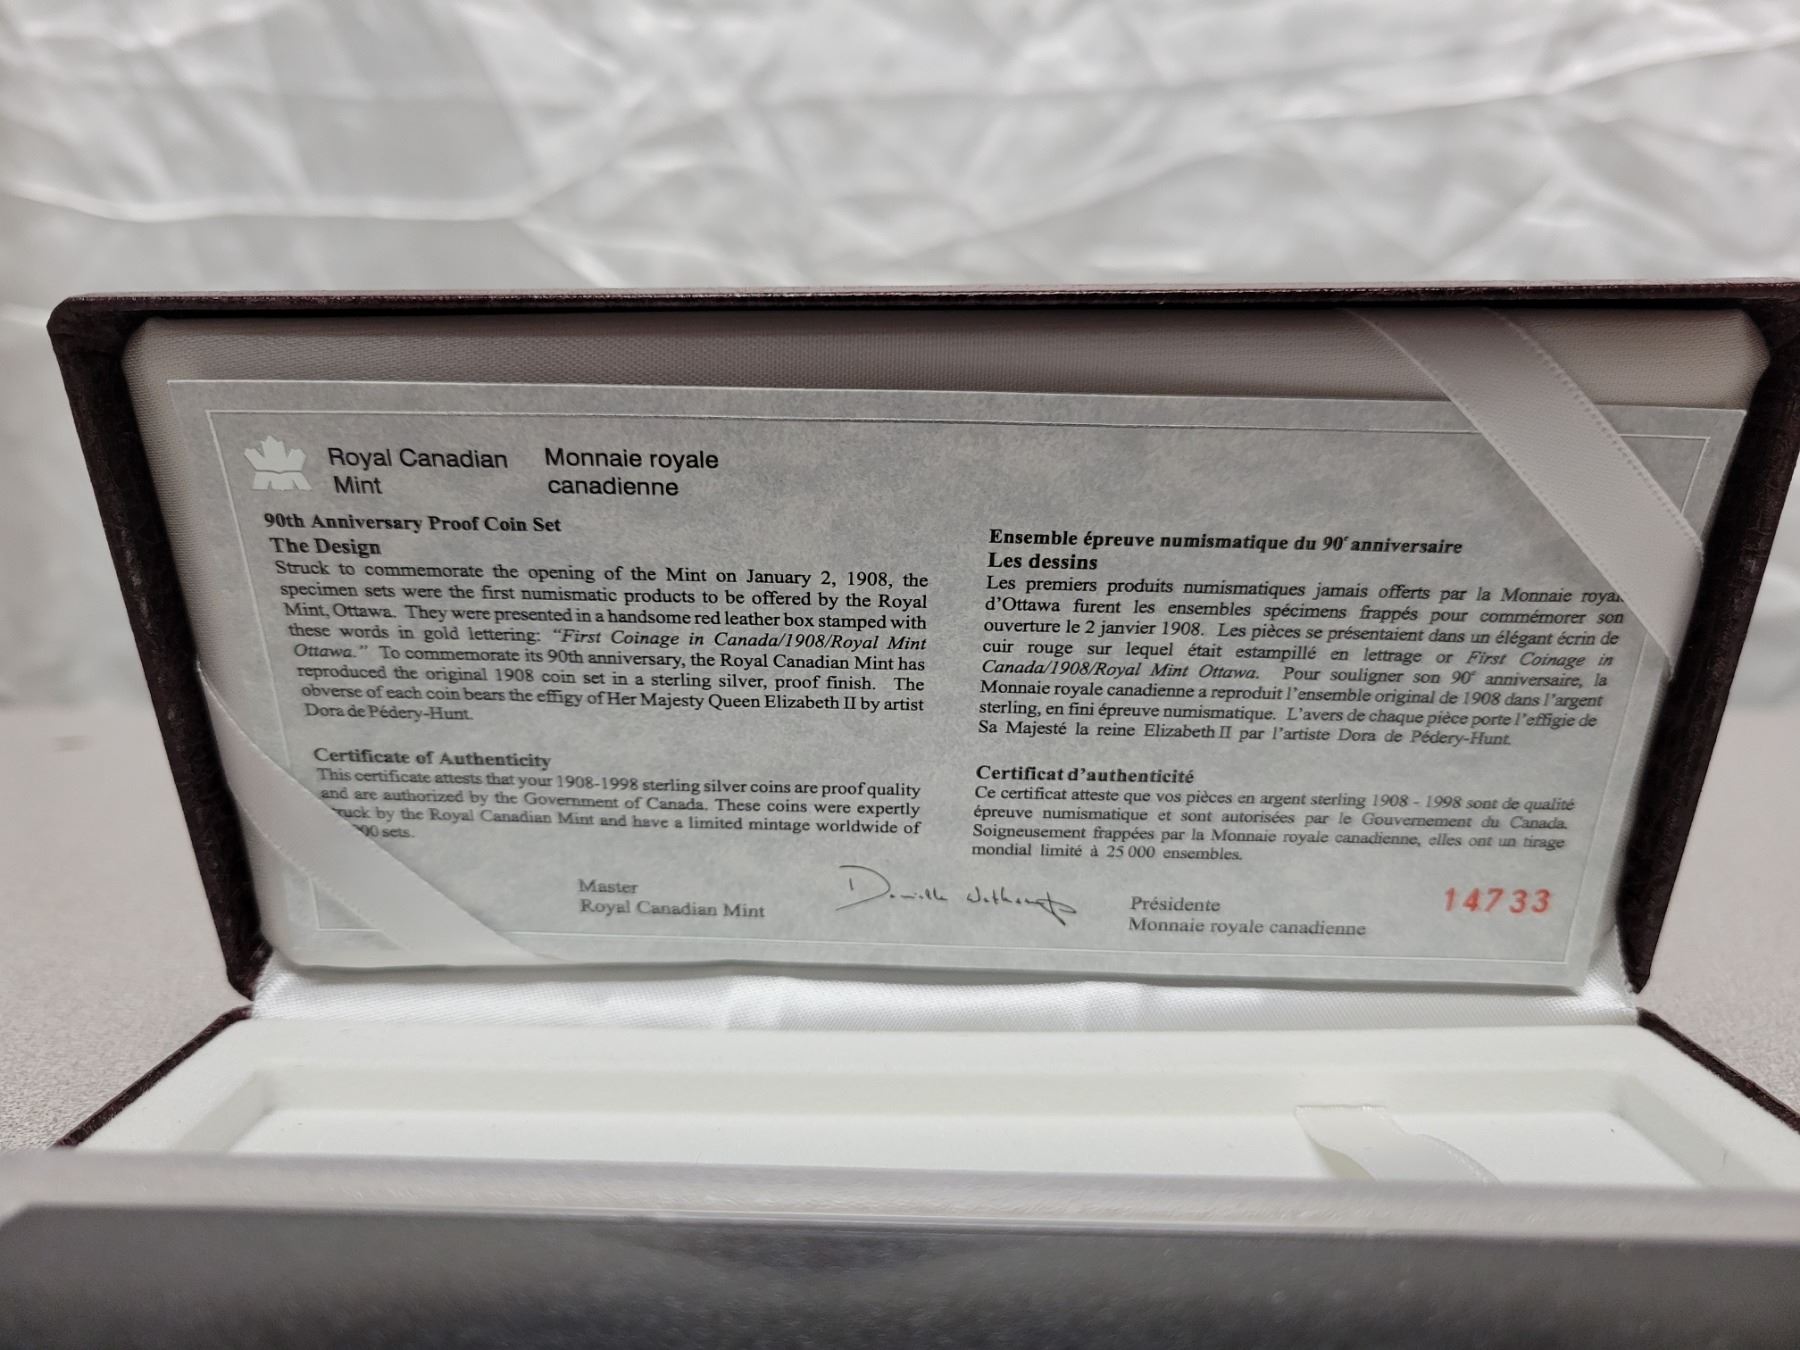 Royal Canadian
Mint
Monnaie royale
canadienne
90th Anniversary Proof Coin Set
The Design
Struck to commemorate the opening of the Mint on January 2, 1908, the
specimen sets were the first numismatic products to be offered by the Royal
Mint, Ottawa. They were presented in a handsome red leather box stamped with
these words in gold lettering: "First Coinage in Canada/1908/Royal Mint
Ottawa." To commemorate its 90th anniversary, the Royal Canadian Mint has
reproduced the original 1908 coin set in a sterling silver, proof finish. The
obverse of each coin bears the effigy of Her Majesty Queen Elizabeth II by artist
Dora de Pédery-Hunt.
Certificate of Authenticity
This certificate attests that your 1908-1998 sterling silver coins are proof quality
and are authorized by the Government of Canada. These coins were expertly
by the Royal Canadian Mint and have a limited mintage worldwide of
sets.
Ensemble épreuve numismatique du 90e anniversaire
Les dessins
Les premiers produits numismatiques jamais offerts par la Monnaie royale
d'Ottawa furent les ensembles spécimens frappés pour commémorer son
ouverture le 2 janvier 1908. Les pièces se présentaient dans un élégant écrin de
cuir rouge sur lequel était estampillé en lettrage or First Coinage in
Canada/1908/Royal Mint Ottawa. Pour souligner son 90e anniversaire, la
Monnaie royale canadienne a reproduit l'ensemble original de 1908 dans l'argent
sterling, en fini épreuve numismatique. L'avers de chaque pièce porte l'effigie de
Sa Majesté la reine Elizabeth II par l'artiste Dora de Pédery-Hunt.
Certificat d'authenticité
Ce certificat atteste que vos pièces en argent sterling 1908 - 1998 sont de qualité
épreuve numismatique et sont autorisées par le Gouvernement du Canada.
Soigneusement frappées par la Monnaie royale canadienne, elles ont un tirage
mondial limité à 25 000 ensembles.
Master
Royal Canadian Mint
Présidente
Monnaie royale canadienne
14733